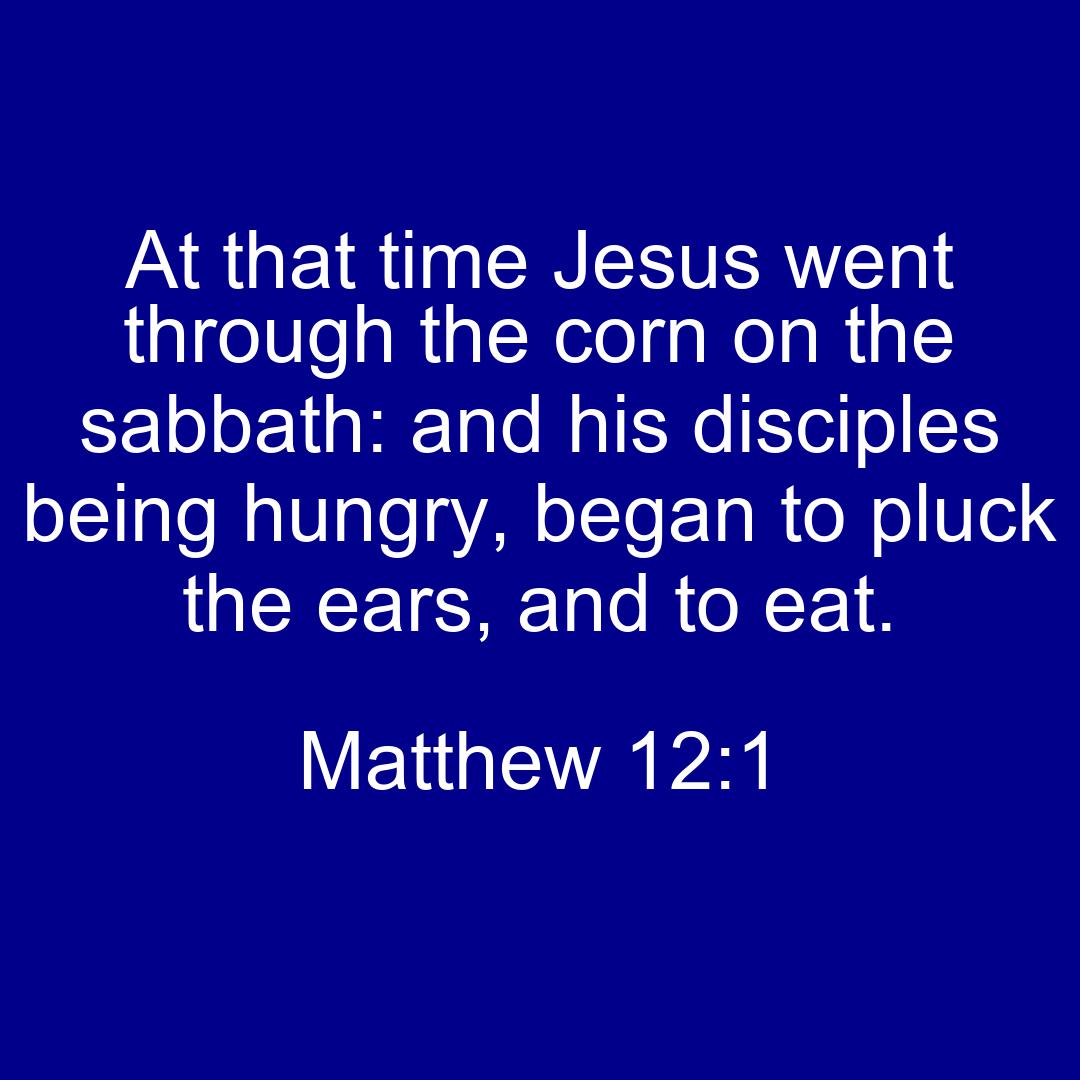 At that time Jesus went
through the corn on the
sabbath: and his disciples
being hungry, began to pluck
the ears, and to eat.
Matthew 12:1